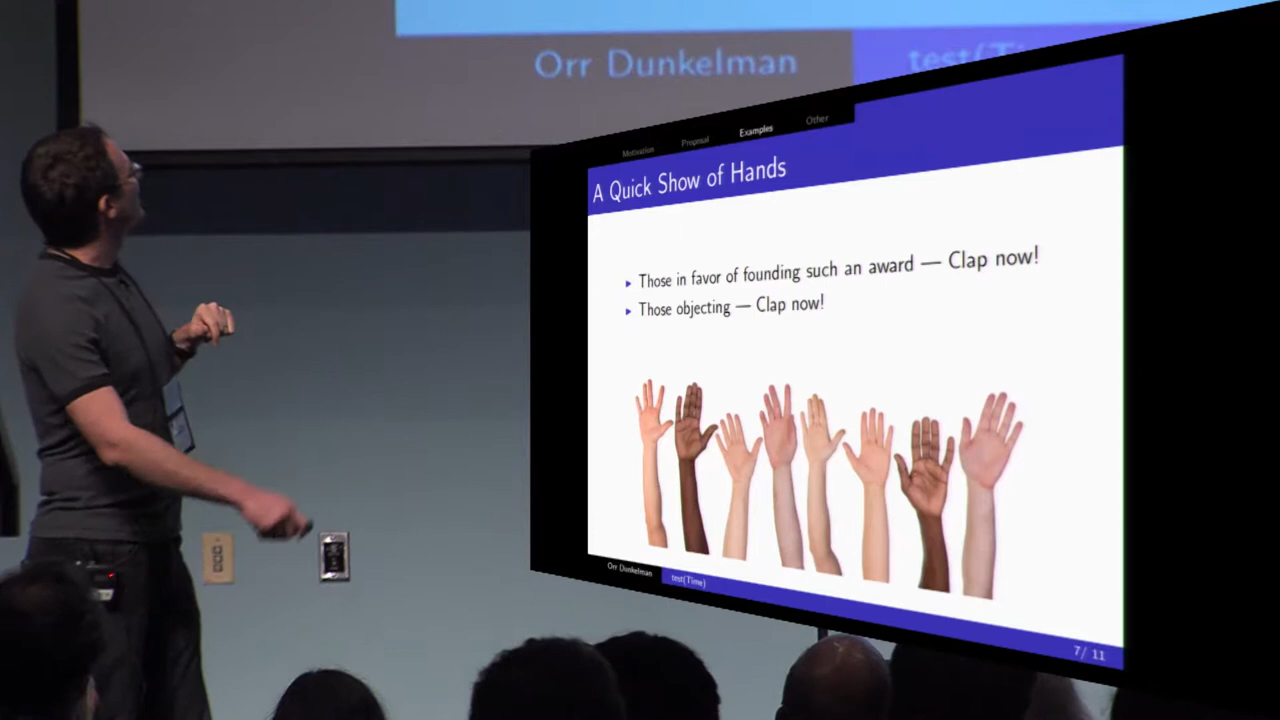 Orr Dunkelman
Motivation Proposal Examples Other
A Quick Show of Hands
▸ Those in favor of founding such an award — Clap now!
▸ Those objecting — Clap now!
Orr Dunkelman test(Time)
7/ 11